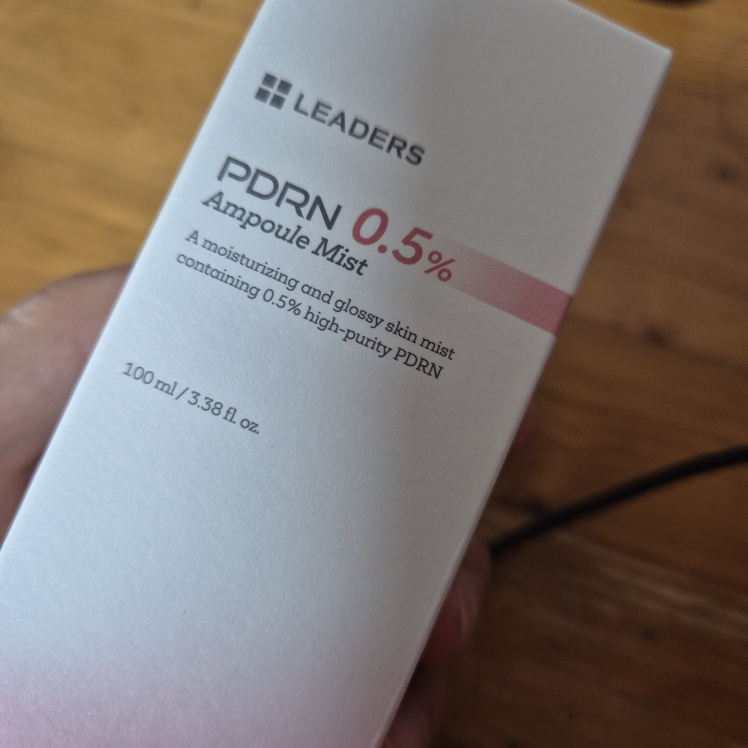 LEADERS
PDRN 0.5%
Ampoule Mist
A moisturizing and glossy skin mist
containing 0.5% high-purity PDRN
100 ml / 3.38 fl. oz.